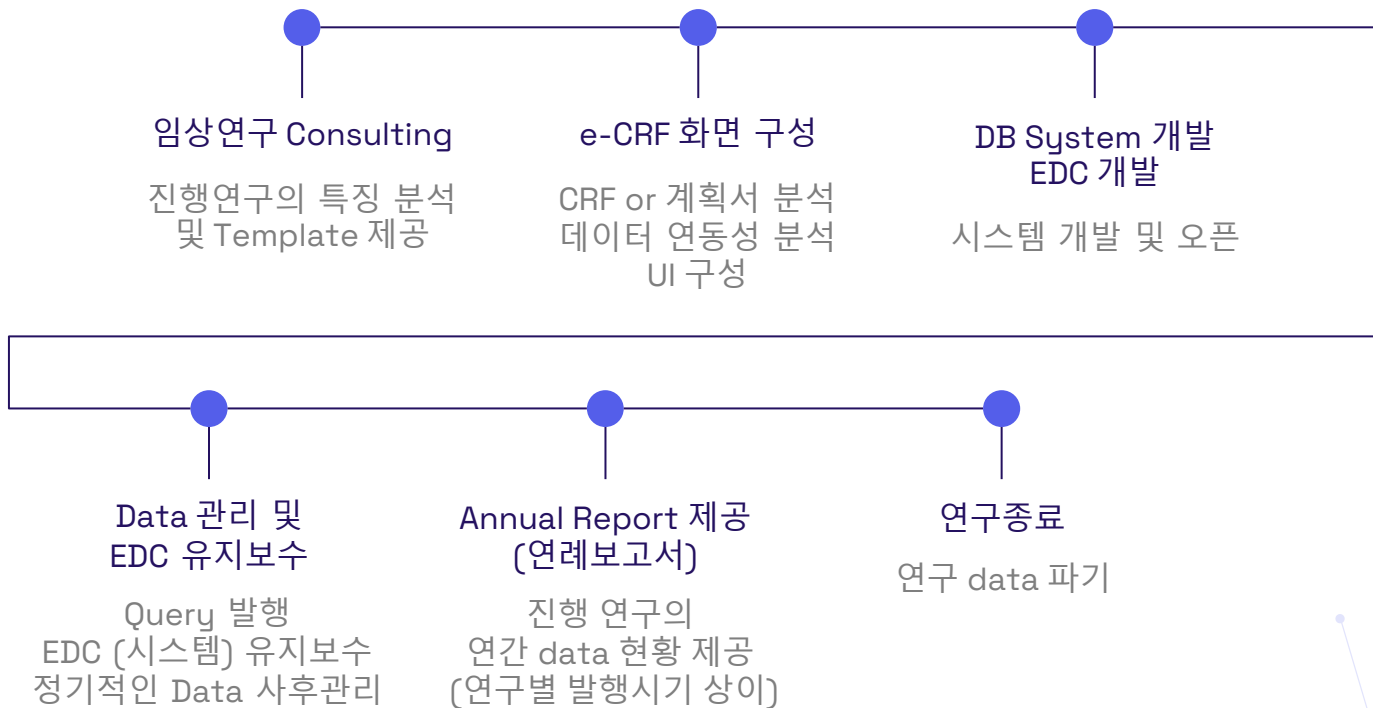 임상연구 Consulting
진행연구의 특징 분석
및 Template 제공
e-CRF 화면 구성
CRF or 계획서 분석
데이터 연동성 분석
UI 구성
DB System 개발
EDC 개발
시스템 개발 및 오픈
Data 관리 및
EDC 유지보수
Query 발행
EDC (시스템) 유지보수
정기적인 Data 사후관리
Annual Report 제공
(연례보고서)
진행 연구의
연간 data 현황 제공
(연구별 발행시기 상이)
연구종료
연구 data 파기